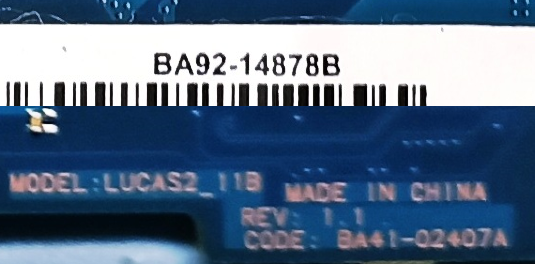 BA92-14878B
MODEL:LUCAS2_11B
MADE IN CHINA
REV: 1.1
CODE: BA41-02407A